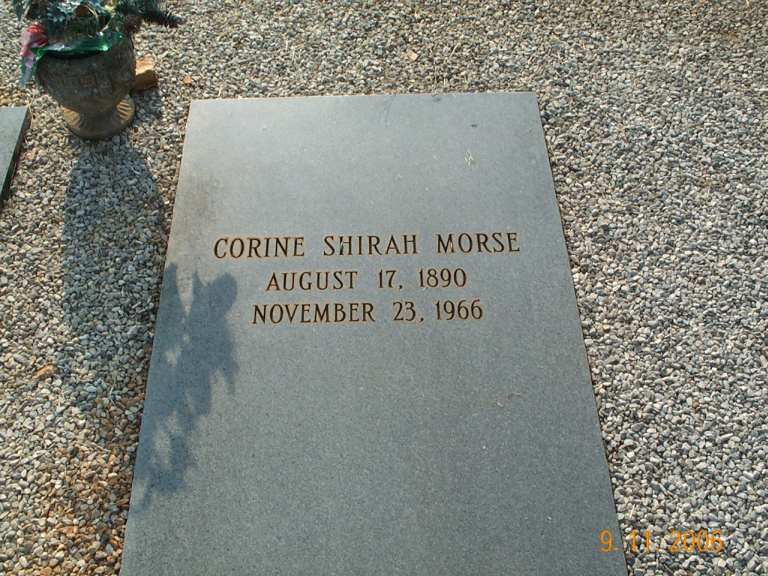 CORINE SHIRAH MORSE
AUGUST 17, 1890
NOVEMBER 23, 1966
9.11.2006